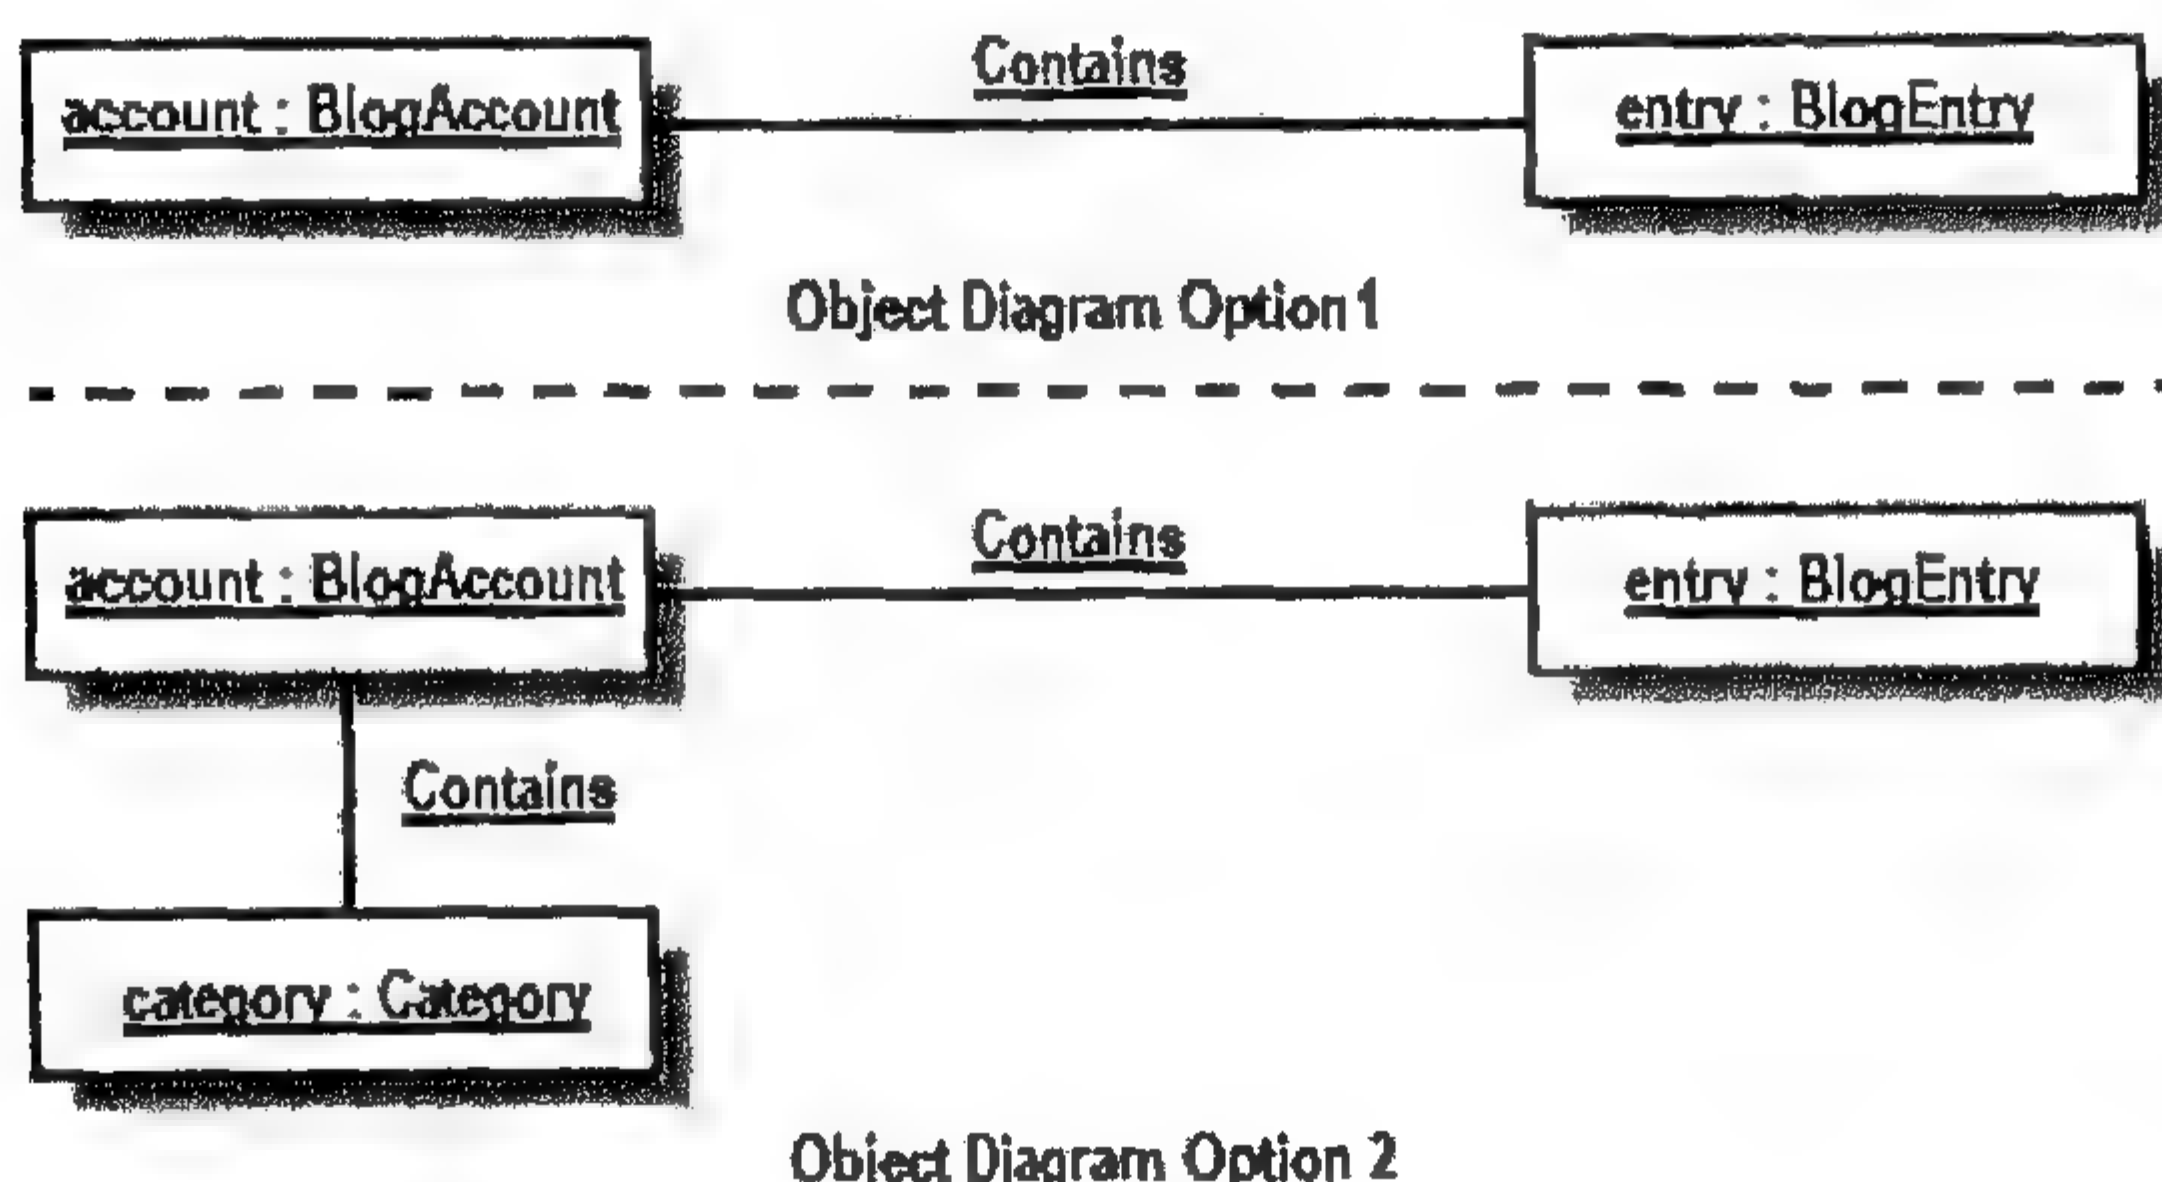 Contains
account : BlogAccount
entry : BlogEntry
Object Diagram Option 1
Contains
account : BlogAccount
entry : BlogEntry
Contains
category : Category
Object Diagram Option 2